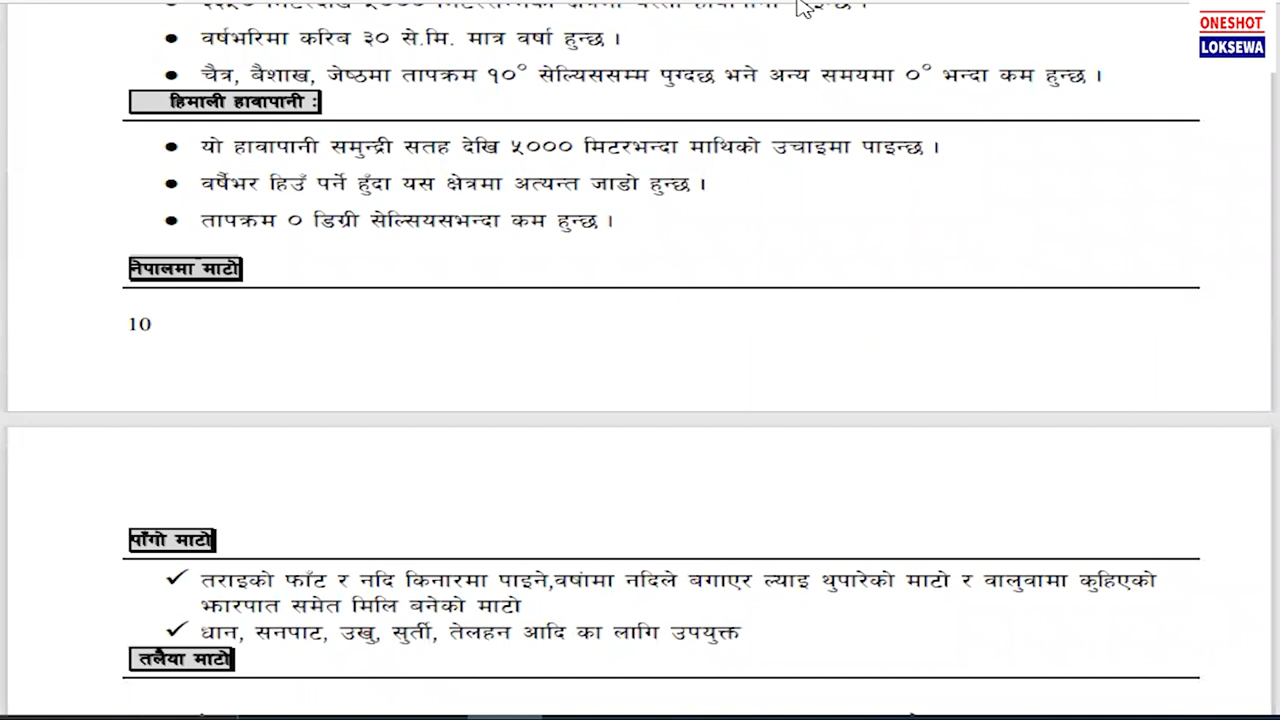 ONESHOT
LOKSEWA
वर्षभरिमा करिब ३० से.मि. मात्र वर्षा हुन्छ ।
चैत्र, बैशाख, जेष्ठमा तापक्रम १०° सेल्यिससम्म पुग्दछ भने अन्य समयमा ०° भन्दा कम हुन्छ ।
हिमाली हावापानी :
यो हावापानी समुन्द्री सतह देखि ५००० मिटरभन्दा माथिको उचाइमा पाइन्छ ।
वर्षैभर हिउँ पर्ने हुँदा यस क्षेत्रमा अत्यन्त जाडो हुन्छ ।
तापक्रम ० डिग्री सेल्सियसभन्दा कम हुन्छ ।
नेपालमा माटो
10
पाँगो माटो
✓ तराइको फाँट र नदि किनारमा पाइने,वर्षामा नदिले बगाएर ल्याइ थुपारेको माटो र वालुवामा कुहिएको
झारपात समेत मिलि बनेको माटो
✓ धान, सनपाट, उखु, सुर्ती, तेलहन आदि का लागि उपयुक्त
तलैया माटो